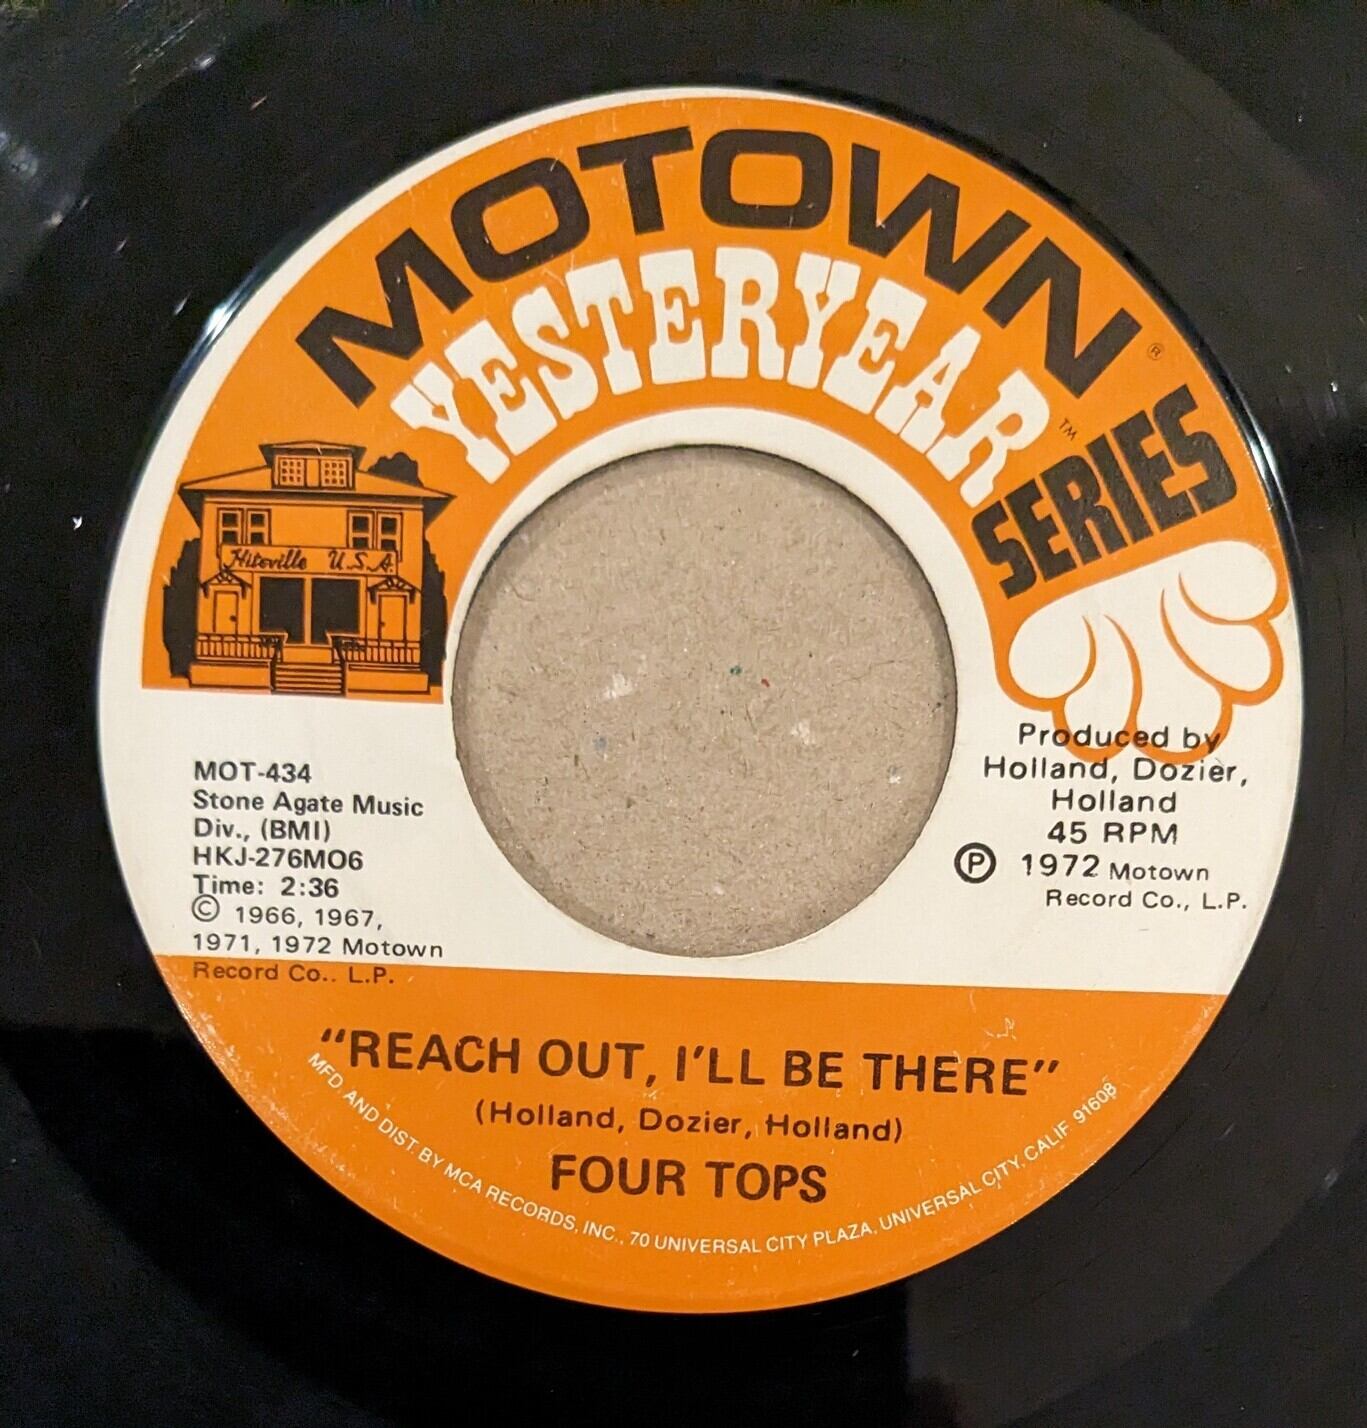 MOTOWN®
YESTERYEAR™
SERIES
Hitsville U.S.A.
MOT-434
Stone Agate Music
Div., (BMI)
HKJ-276MO6
Time: 2:36
© 1966, 1967,
1971, 1972 Motown
Record Co.. L.P.
Produced by
Holland, Dozier,
Holland
45 RPM
℗ 1972 Motown
Record Co., L.P.
"REACH OUT, I'LL BE THERE"
(Holland, Dozier, Holland)
FOUR TOPS
MFD AND DIST. BY MCA RECORDS, INC., 70 UNIVERSAL CITY PLAZA, UNIVERSAL CITY, CALIF 91608